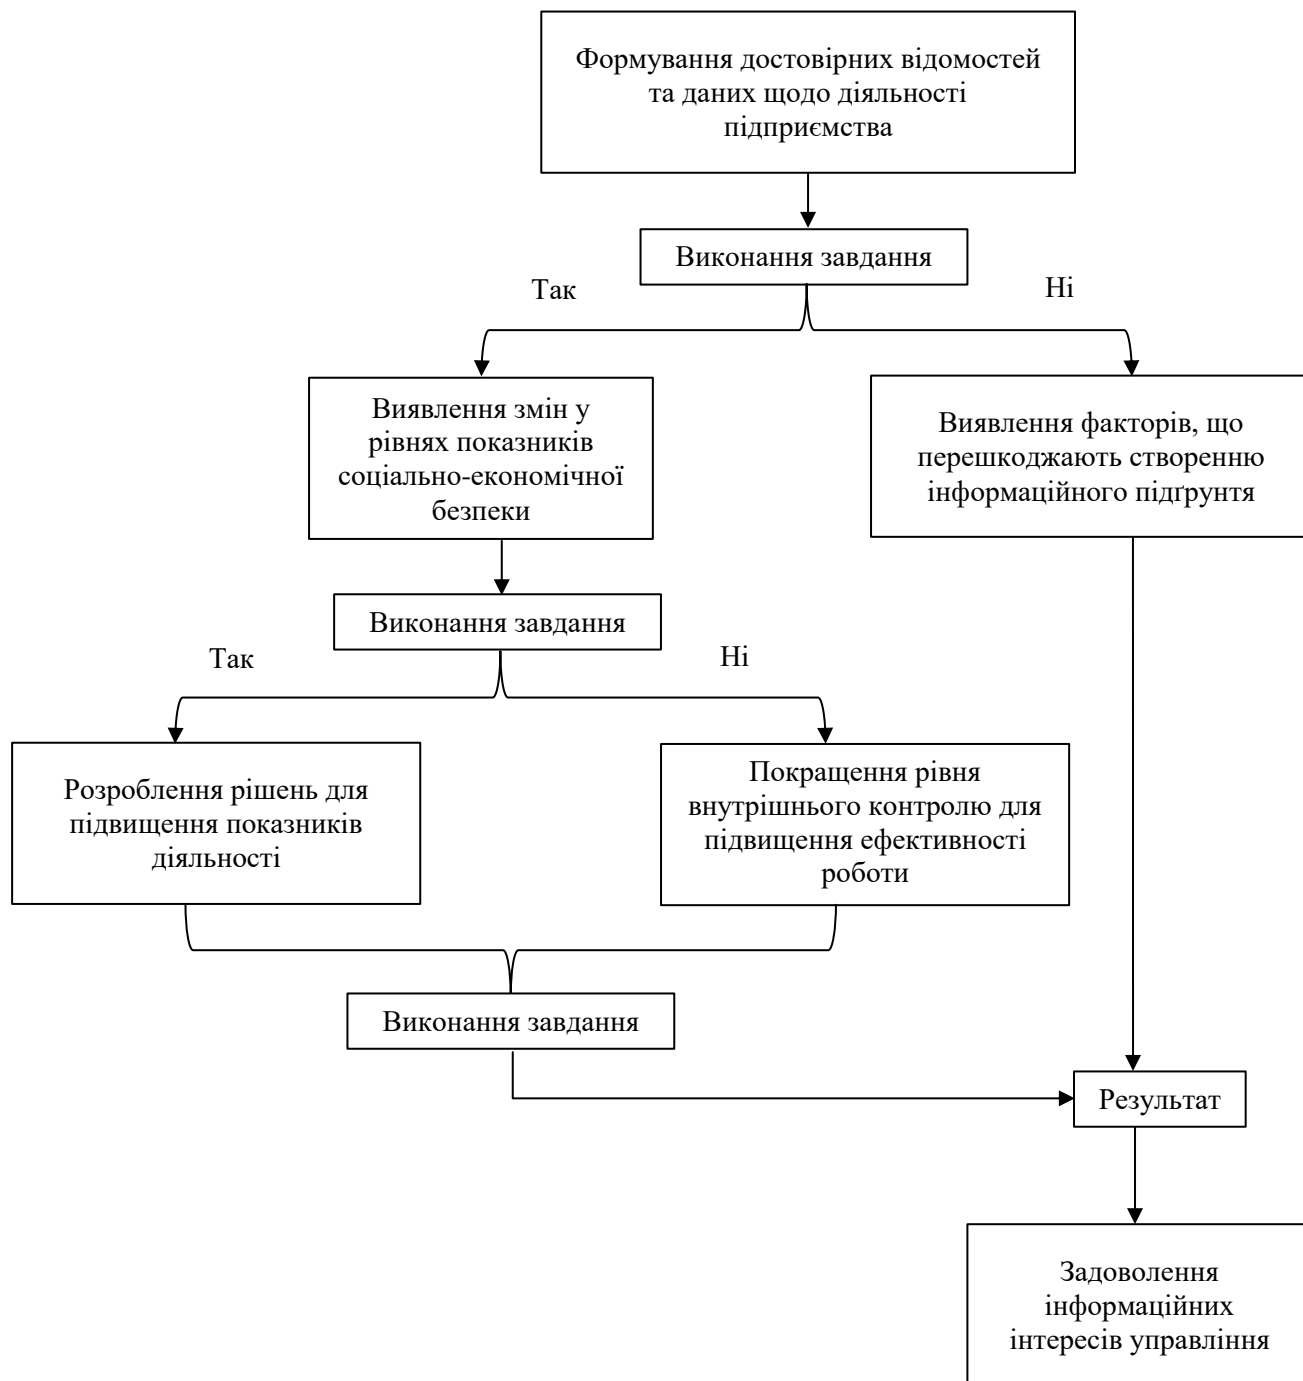 Формування достовірних відомостей
та даних щодо діяльності
підприємства
Виконання завдання
Так
Ні
Виявлення змін у
рівнях показників
соціально-економічної
безпеки
Виявлення факторів, що
перешкоджають створенню
інформаційного підґрунтя
Виконання завдання
Так
Ні
Розроблення рішень для
підвищення показників
діяльності
Покращення рівня
внутрішнього контролю для
підвищення ефективності
роботи
Виконання завдання
Результат
Задоволення
інформаційних
інтересів управління